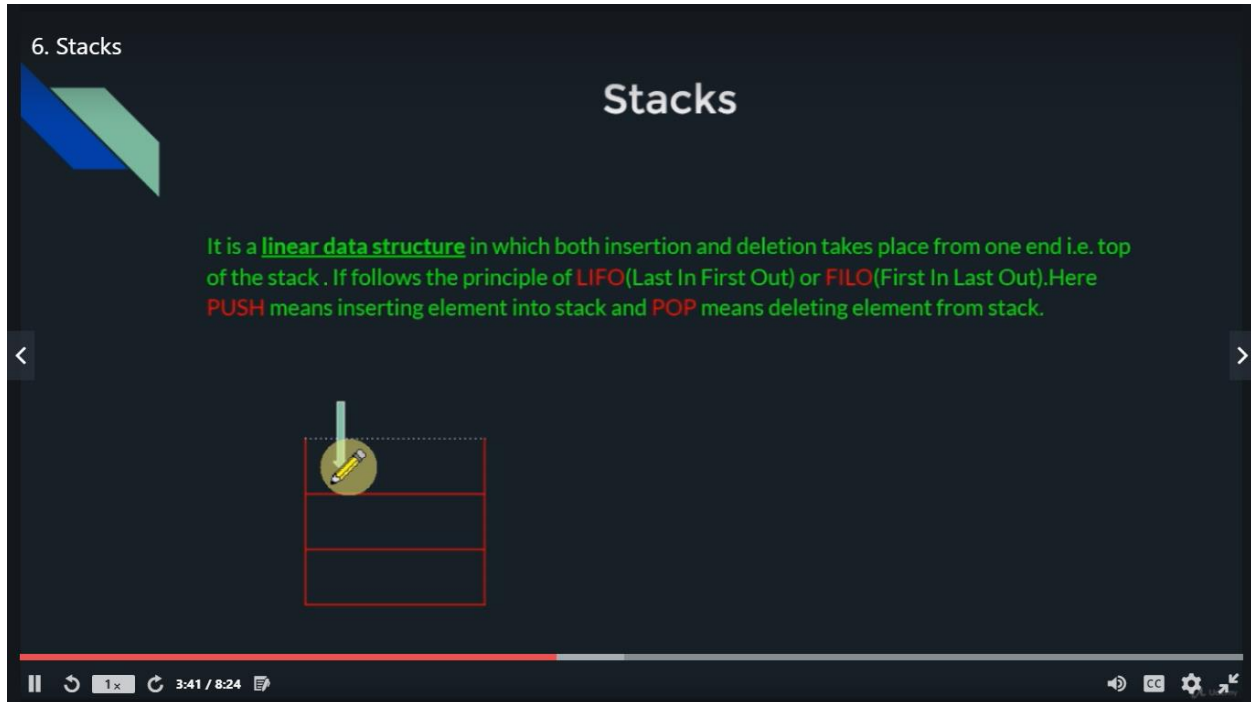 6. Stacks
Stacks
It is a linear data structure in which both insertion and deletion takes place from one end i.e. top
of the stack . If follows the principle of LIFO(Last In First Out) or FILO(First In Last Out).Here
PUSH means inserting element into stack and POP means deleting element from stack.
1x 3:41 / 8:24 CC
Udemy